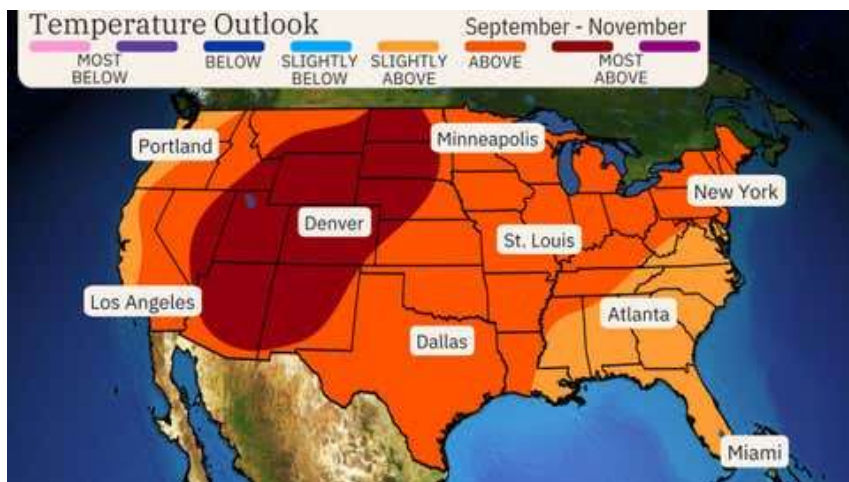 Temperature Outlook
September - November
MOST
BELOW
BELOW
SLIGHTLY
BELOW
SLIGHTLY
ABOVE
ABOVE
MOST
ABOVE
Portland
Minneapolis
New York
Denver
St. Louis
Los Angeles
Atlanta
Dallas
Miami